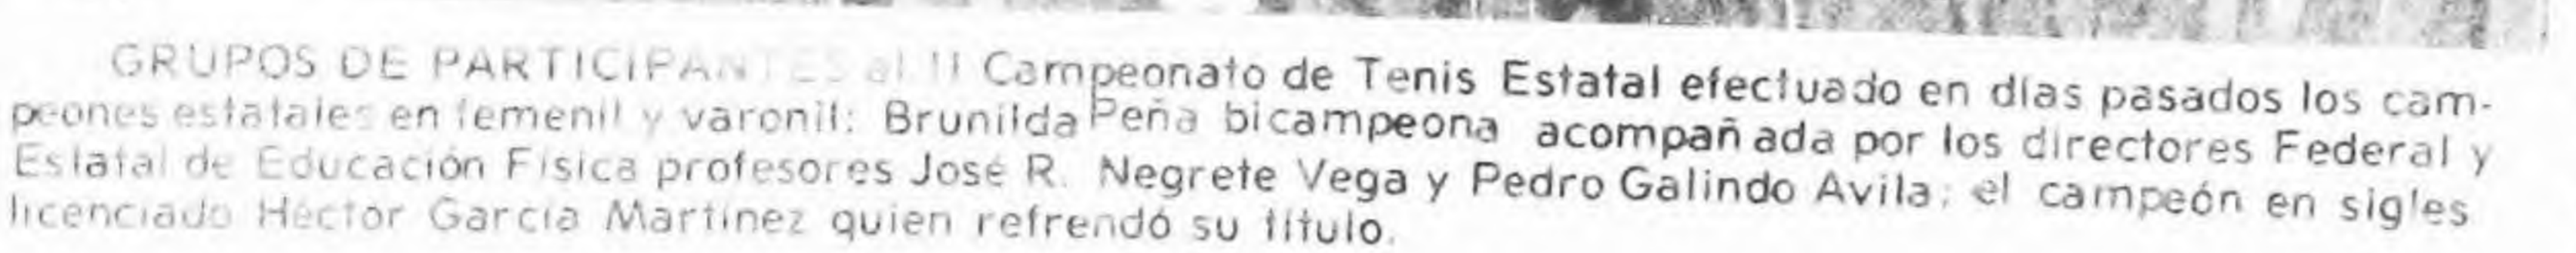 GRUPOS DE PARTICIPANTES al II Campeonato de Tenis Estatal efectuado en días pasados los cam-
peones estatales en femenil y varonil: Brunilda Peña bicampeona acompañada por los directores Federal y
Estatal de Educación Física profesores José R. Negrete Vega y Pedro Galindo Avila; el campeón en sigles
licenciado Héctor García Martínez quien refrendó su título.